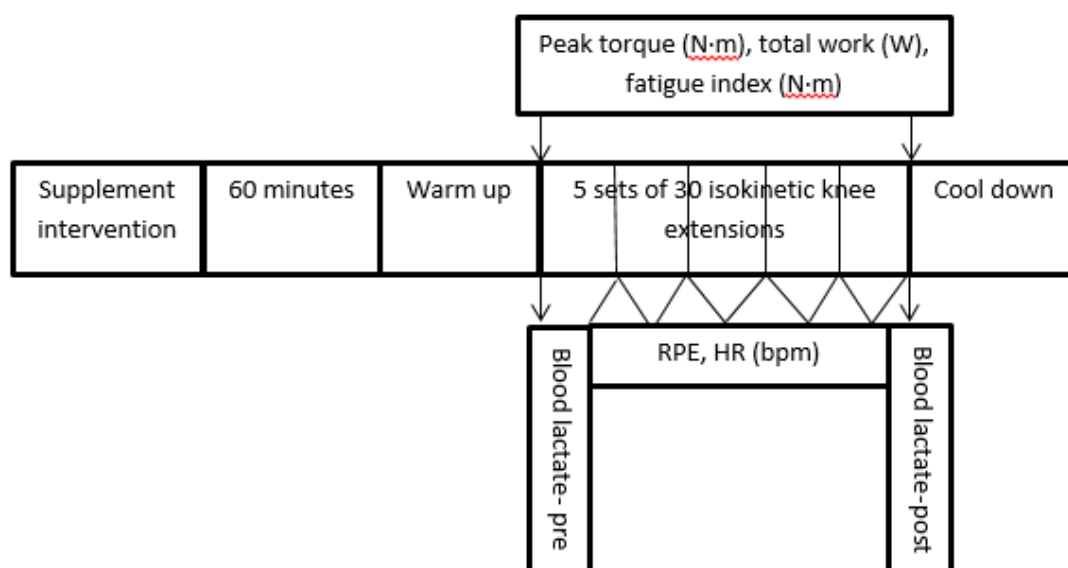 Peak torque (N·m), total work (W),
fatigue index (N·m)
Supplement
intervention
60 minutes
Warm up
5 sets of 30 isokinetic knee
extensions
Cool down
Blood lactate- pre
RPE, HR (bpm)
Blood lactate-post